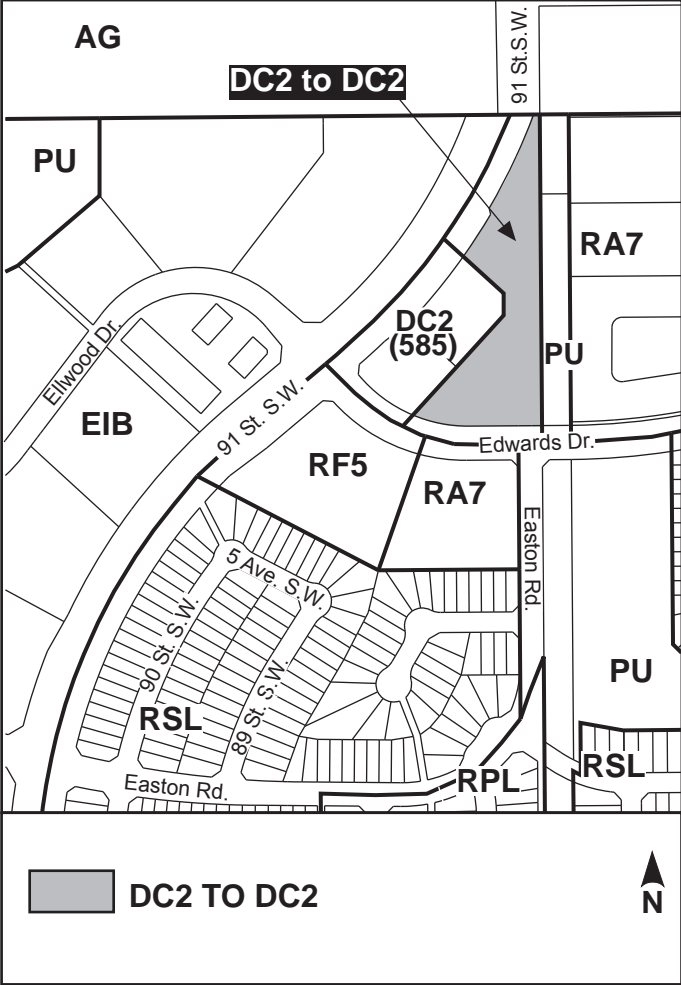 AG
91 St.S.W.
DC2 to DC2
PU
RA7
DC2
(585)
PU
Ellwood Dr.
EIB
91 St. S.W.
Edwards Dr.
RF5
RA7
Easton Rd.
5 Ave. S.W.
90 St. S.W.
89 St. S.W.
PU
RSL
RSL
RPL
Easton Rd.
DC2 TO DC2
N